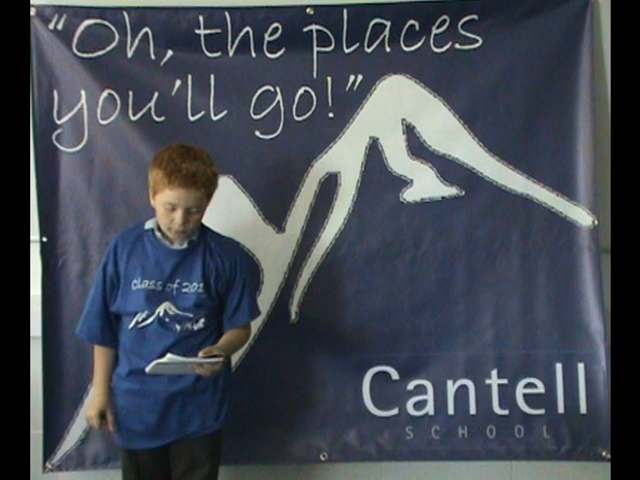 "Oh, the places
you'll go!"
class of 201
Cantell
SCHOOL